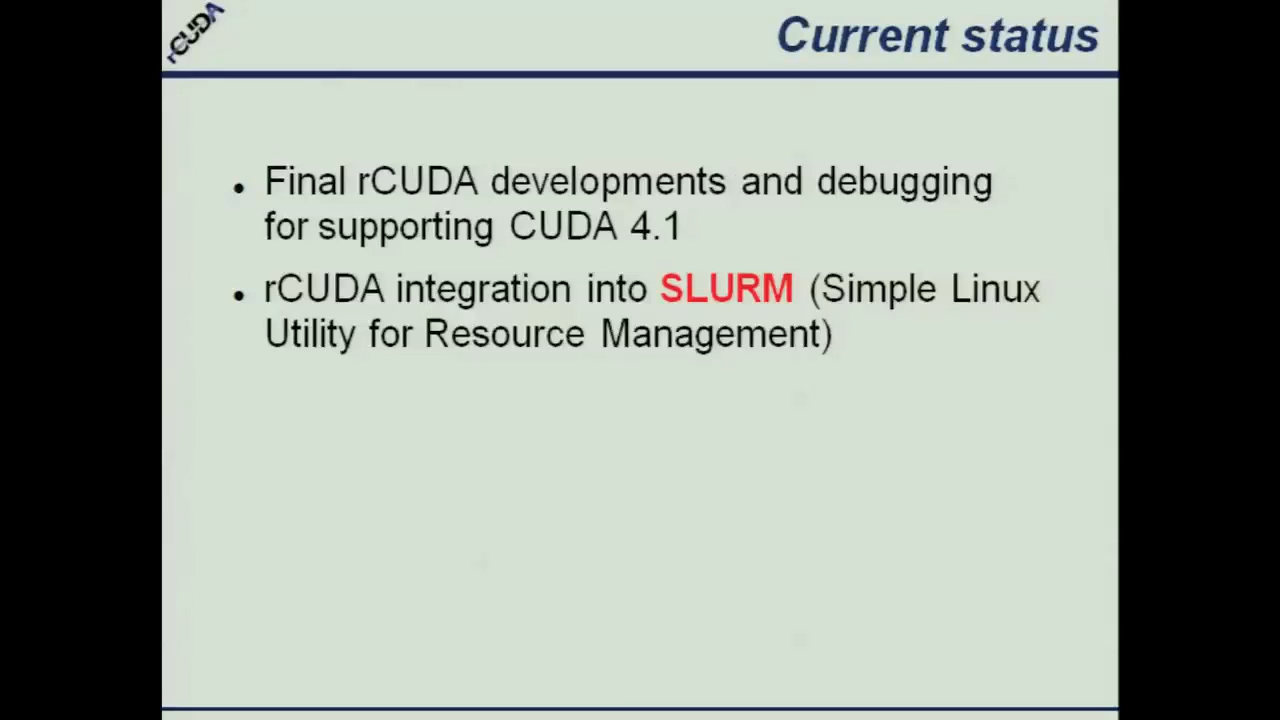 rCUDA
Current status
• Final rCUDA developments and debugging
for supporting CUDA 4.1
• rCUDA integration into SLURM (Simple Linux
Utility for Resource Management)